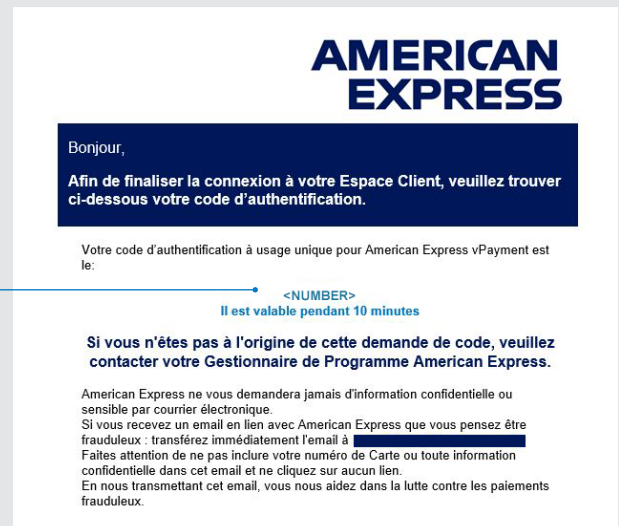 AMERICAN
EXPRESS
Bonjour,
Afin de finaliser la connexion à votre Espace Client, veuillez trouver
ci-dessous votre code d'authentification.
Votre code d'authentification à usage unique pour American Express vPayment est
le:
<NUMBER>
Il est valable pendant 10 minutes
Si vous n'êtes pas à l'origine de cette demande de code, veuillez
contacter votre Gestionnaire de Programme American Express.
American Express ne vous demandera jamais d'information confidentielle ou
sensible par courrier électronique.
Si vous recevez un email en lien avec American Express que vous pensez être
frauduleux : transférez immédiatement l'email à
Faites attention de ne pas inclure votre numéro de Carte ou toute information
confidentielle dans cet email et ne cliquez sur aucun lien.
En nous transmettant cet email, vous nous aidez dans la lutte contre les paiements
frauduleux.